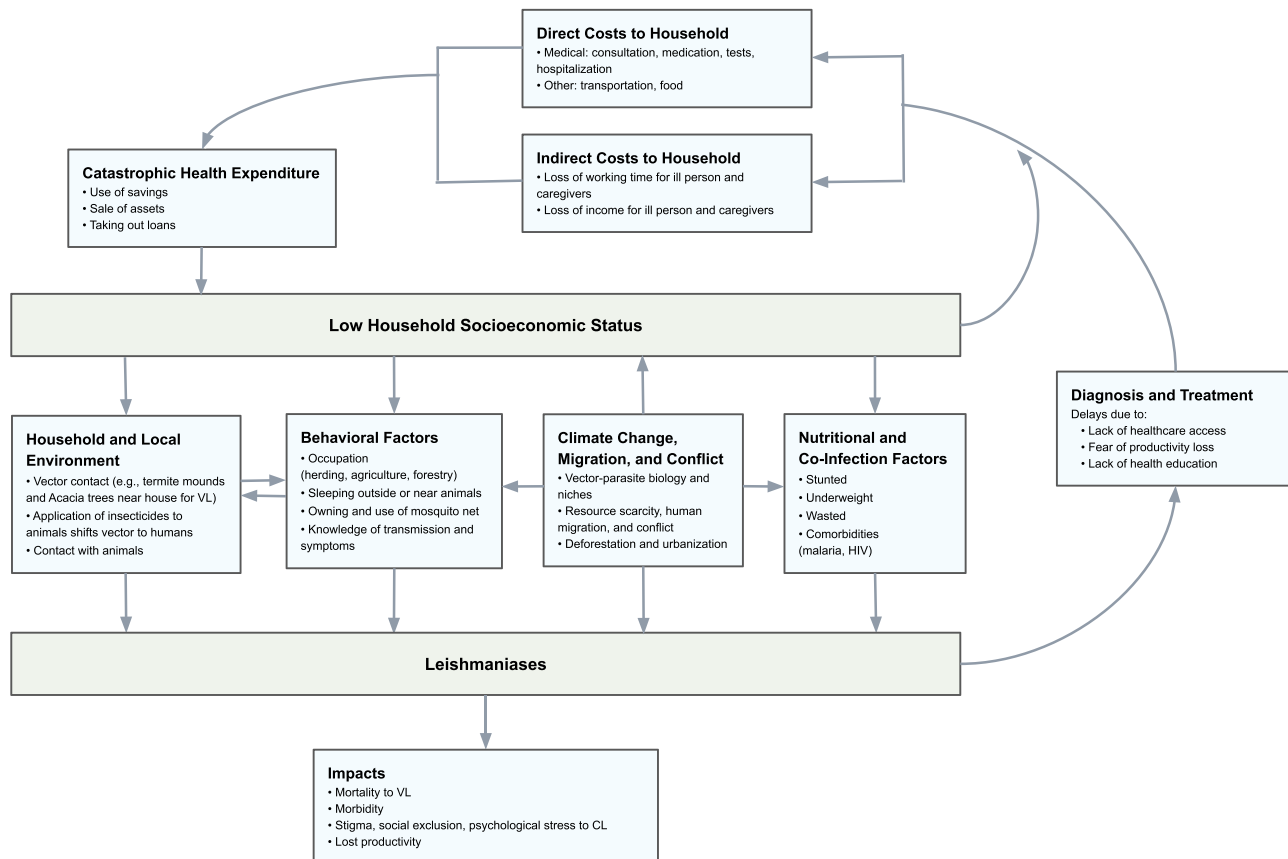 Direct Costs to Household
• Medical: consultation, medication, tests,
hospitalization
• Other: transportation, food
Indirect Costs to Household
• Loss of working time for ill person and
caregivers
• Loss of income for ill person and caregivers
Catastrophic Health Expenditure
• Use of savings
• Sale of assets
• Taking out loans
Low Household Socioeconomic Status
Diagnosis and Treatment
Delays due to:
• Lack of healthcare access
• Fear of productivity loss
• Lack of health education
Household and Local
Environment
• Vector contact (e.g., termite mounds
and Acacia trees near house for VL)
• Application of insecticides to
animals shifts vector to humans
• Contact with animals
Behavioral Factors
• Occupation
(herding, agriculture, forestry)
• Sleeping outside or near animals
• Owning and use of mosquito net
• Knowledge of transmission and
symptoms
Climate Change,
Migration, and Conflict
• Vector-parasite biology and
niches
• Resource scarcity, human
migration, and conflict
• Deforestation and urbanization
Nutritional and
Co-Infection Factors
• Stunted
• Underweight
• Wasted
• Comorbidities
(malaria, HIV)
Leishmaniases
Impacts
• Mortality to VL
• Morbidity
• Stigma, social exclusion, psychological stress to CL
• Lost productivity